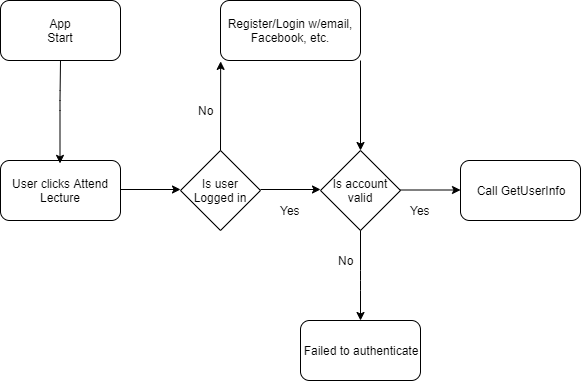 App
Start
Register/Login w/email,
Facebook, etc.
No
User clicks Attend
Lecture
Is user
Logged in
Yes
Is account
valid
Yes
Call GetUserInfo
No
Failed to authenticate